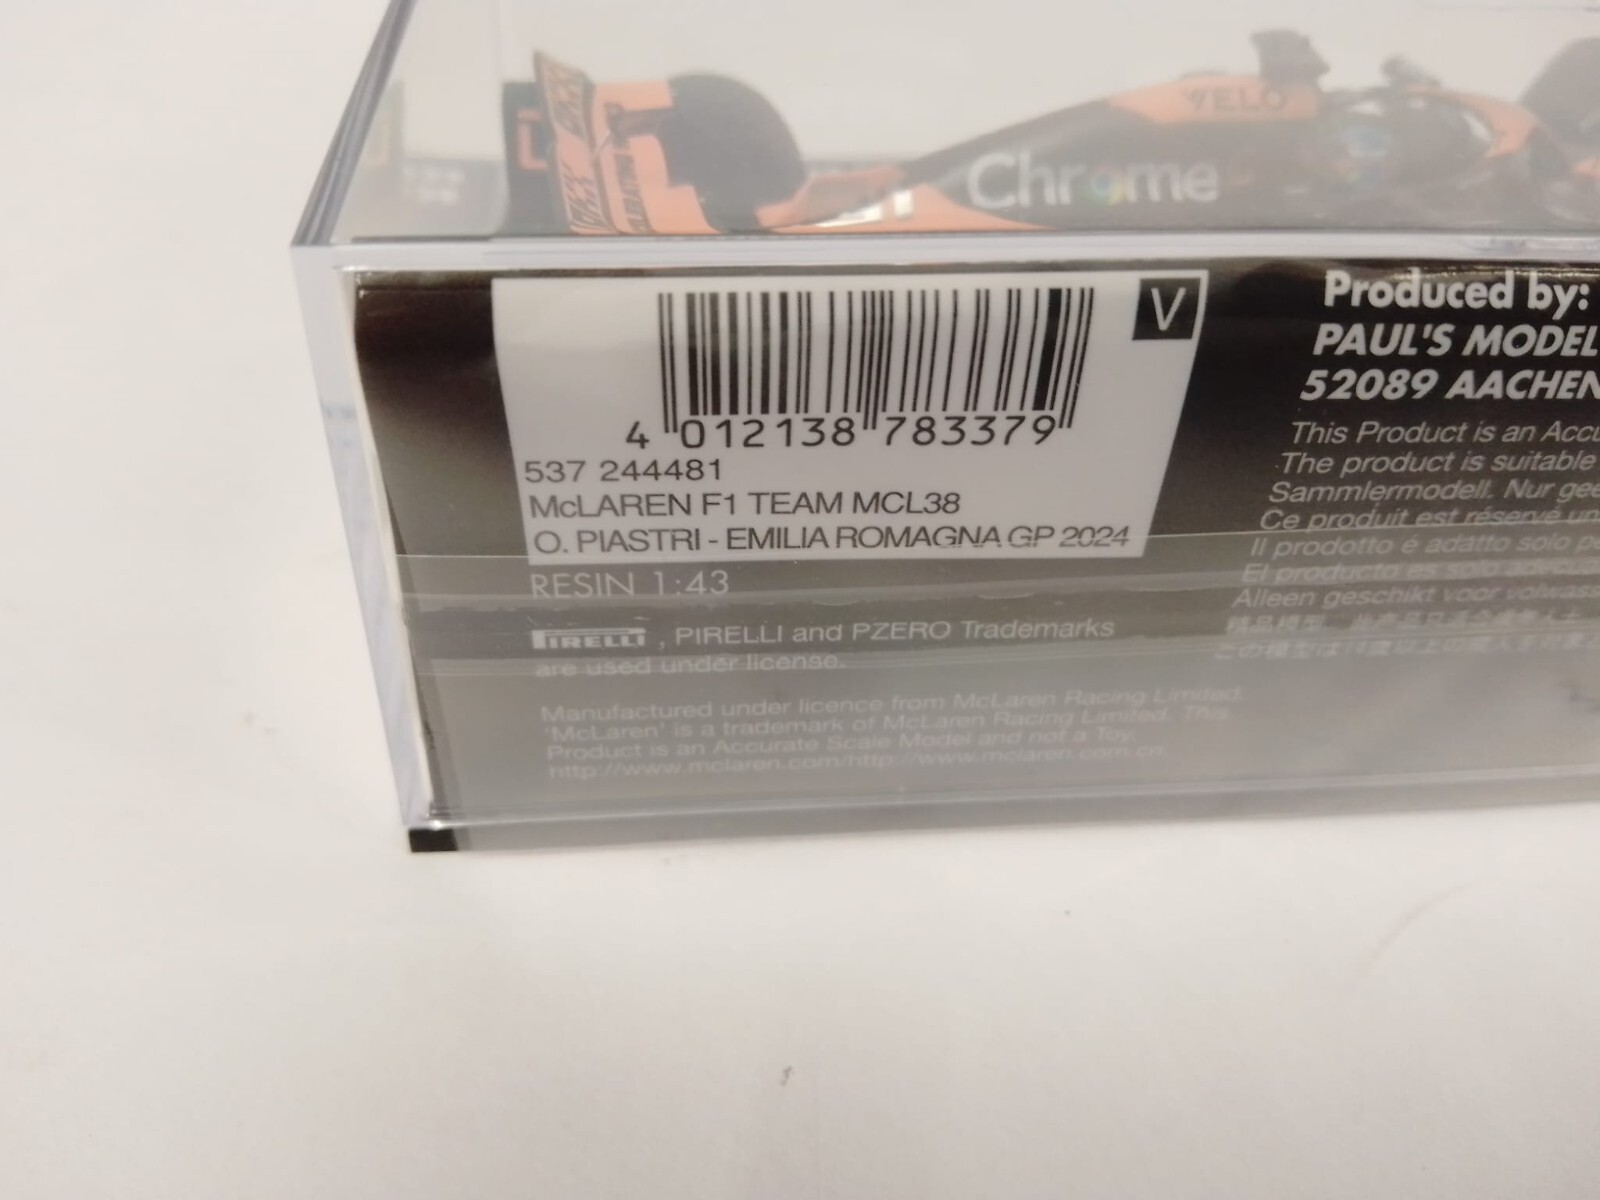 VELO
Chrome
V
Produced by:
PAUL'S MODEL
52089 AACHEN
4 012138 783379
537 244481
McLAREN F1 TEAM MCL38
O. PIASTRI - EMILIA ROMAGNA GP 2024
RESIN 1:43
PIRELLI , PIRELLI and PZERO Trademarks
are used under license.
Manufactured under licence from McLaren Racing Limited.
'McLaren' is a trademark of McLaren Racing Limited. This
Product is an Accurate Scale Model and not a Toy.
http://www.mclaren.com/http://www.mclaren.com.cn.
This Product is an Accu
The product is suitable
Sammlermodell. Nur gee
Ce produit est réservé un
Il prodotto é adatto solo pe
El producto es solo adecua
Alleen geschikt voor volwass